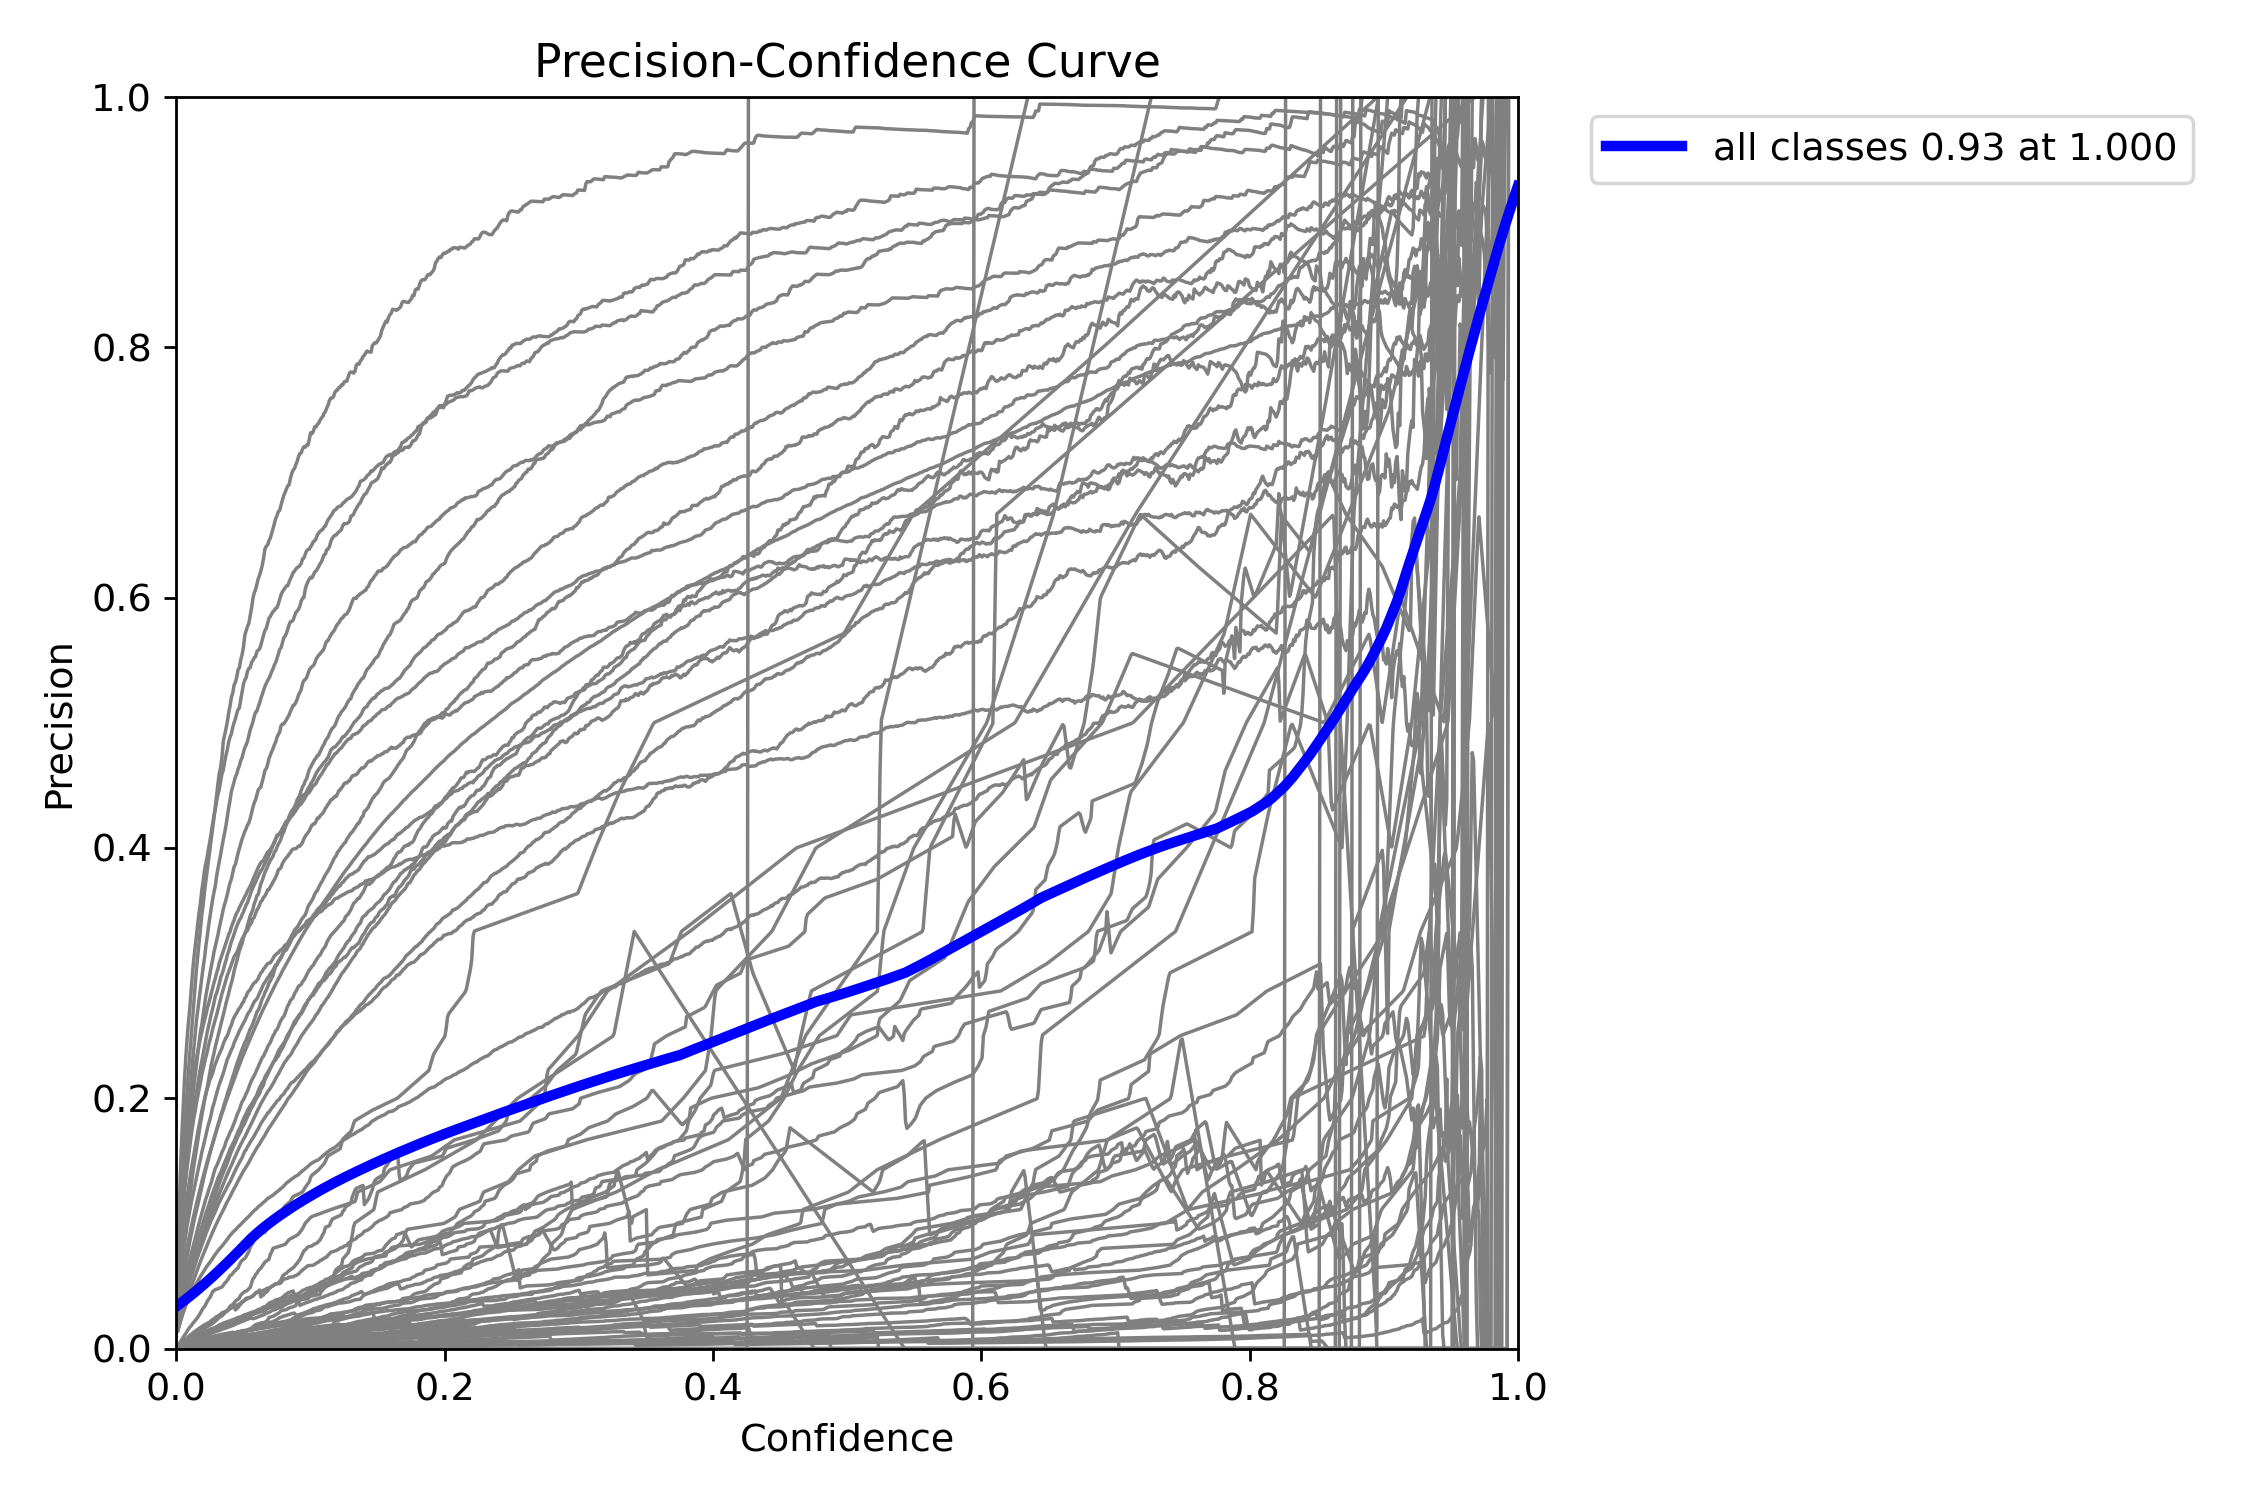 Precision-Confidence Curve
all classes 0.93 at 1.000
Precision
1.0
0.8
0.6
0.4
0.2
0.0
0.0 0.2 0.4 0.6 0.8 1.0
Confidence